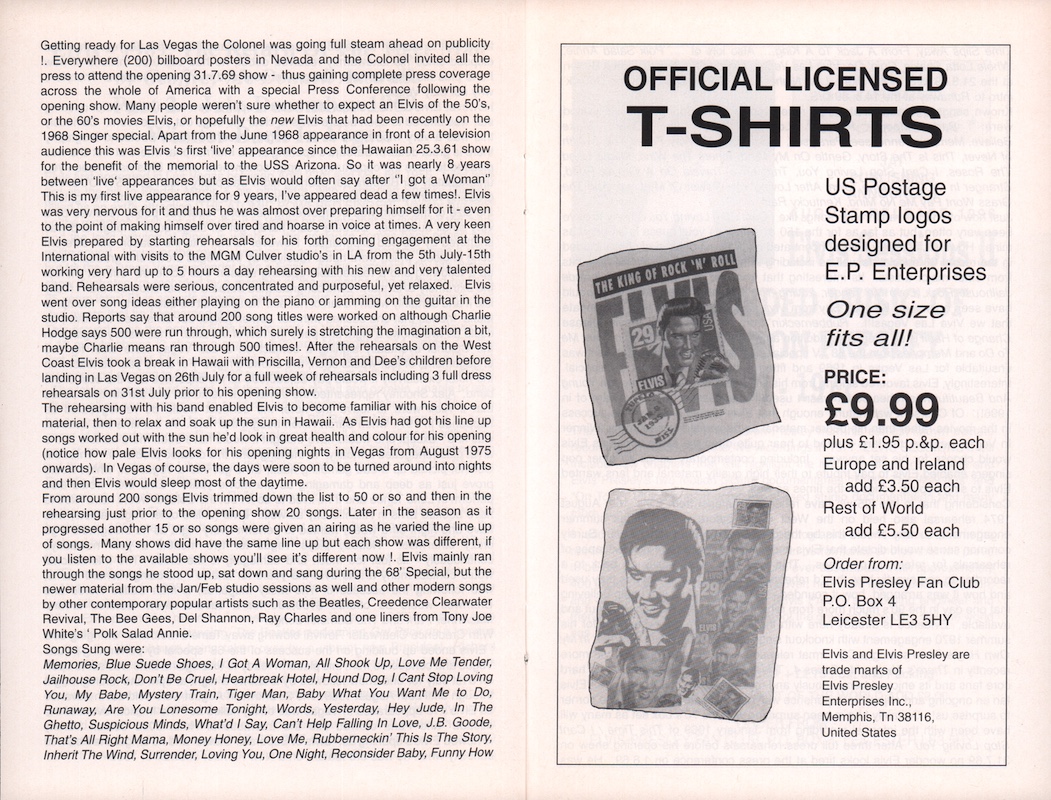 Getting ready for Las Vegas the Colonel was going full steam ahead on publicity
!. Everywhere (200) billboard posters in Nevada and the Colonel invited all the
press to attend the opening 31.7.69 show - thus gaining complete press coverage
across the whole of America with a special Press Conference following the
opening show. Many people weren't sure whether to expect an Elvis of the 50's,
or the 60's movies Elvis, or hopefully the new Elvis that had been recently on the
1968 Singer special. Apart from the June 1968 appearance in front of a television
audience this was Elvis 's first 'live' appearance since the Hawaiian 25.3.61 show
for the benefit of the memorial to the USS Arizona. So it was nearly 8 years
between 'live' appearances but as Elvis would often say after ''I got a Woman''
This is my first live appearance for 9 years, I've appeared dead a few times!. Elvis
was very nervous for it and thus he was almost over preparing himself for it - even
to the point of making himself over tired and hoarse in voice at times. A very keen
Elvis prepared by starting rehearsals for his forth coming engagement at the
International with visits to the MGM Culver studio's in LA from the 5th July-15th
working very hard up to 5 hours a day rehearsing with his new and very talented
band. Rehearsals were serious, concentrated and purposeful, yet relaxed. Elvis
went over song ideas either playing on the piano or jamming on the guitar in the
studio. Reports say that around 200 song titles were worked on although Charlie
Hodge says 500 were run through, which surely is stretching the imagination a bit,
maybe Charlie means ran through 500 times!. After the rehearsals on the West
Coast Elvis took a break in Hawaii with Priscilla, Vernon and Dee's children before
landing in Las Vegas on 26th July for a full week of rehearsals including 3 full dress
rehearsals on 31st July prior to his opening show.
The rehearsing with his band enabled Elvis to become familiar with his choice of
material, then to relax and soak up the sun in Hawaii. As Elvis had got his line up
songs worked out with the sun he'd look in great health and colour for his opening
(notice how pale Elvis looks for his opening nights in Vegas from August 1975
onwards). In Vegas of course, the days were soon to be turned around into nights
and then Elvis would sleep most of the daytime.
From around 200 songs Elvis trimmed down the list to 50 or so and then in the
rehearsing just prior to the opening show 20 songs. Later in the season as it
progressed another 15 or so songs were given an airing as he varied the line up
of songs. Many shows did have the same line up but each show was different, if
you listen to the available shows you'll see it's different now !. Elvis mainly ran
through the songs he stood up, sat down and sang during the 68' Special, but the
newer material from the Jan/Feb studio sessions as well and other modern songs
by other contemporary popular artists such as the Beatles, Creedence Clearwater
Revival, The Bee Gees, Del Shannon, Ray Charles and one liners from Tony Joe
White's ' Polk Salad Annie.
Songs Sung were:
Memories, Blue Suede Shoes, I Got A Woman, All Shook Up, Love Me Tender,
Jailhouse Rock, Don't Be Cruel, Heartbreak Hotel, Hound Dog, I Cant Stop Loving
You, My Babe, Mystery Train, Tiger Man, Baby What You Want Me to Do,
Runaway, Are You Lonesome Tonight, Words, Yesterday, Hey Jude, In The
Ghetto, Suspicious Minds, What'd I Say, Can't Help Falling In Love, J.B. Goode,
That's All Right Mama, Money Honey, Love Me, Rubberneckin' This Is The Story,
Inherit The Wind, Surrender, Loving You, One Night, Reconsider Baby, Funny How
OFFICIAL LICENSED
T-SHIRTS
US Postage
Stamp logos
designed for
E.P. Enterprises
One size
fits all!
PRICE:
£9.99
plus £1.95 p.&p. each
Europe and Ireland
add £3.50 each
Rest of World
add £5.50 each
Order from:
Elvis Presley Fan Club
P.O. Box 4
Leicester LE3 5HY
Elvis and Elvis Presley are
trade marks of
Elvis Presley
Enterprises Inc.,
Memphis, Tn 38116,
United States
THE KING OF ROCK 'N' ROLL
ELVIS
29
USA
ELVIS
29
ELVIS